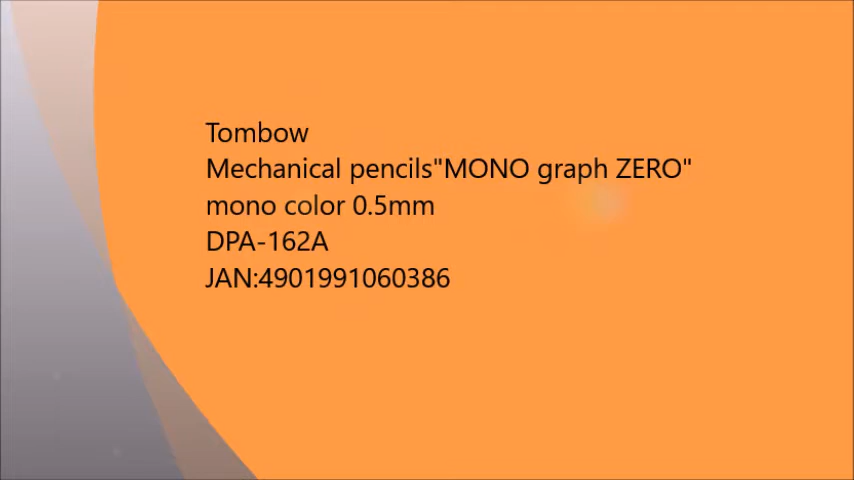 Tombow
Mechanical pencils"MONO graph ZERO"
mono color 0.5mm
DPA-162A
JAN:4901991060386